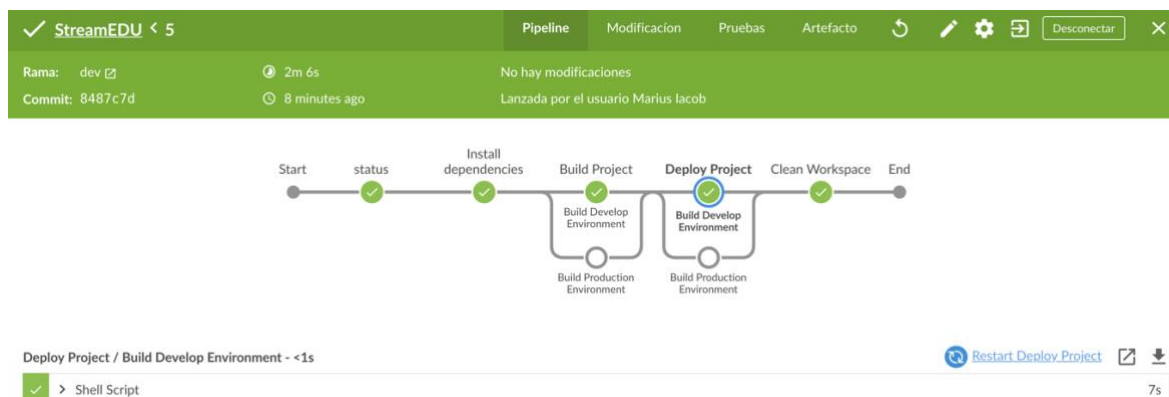 StreamEDU < 5
Pipeline Modificacíon Pruebas Artefacto Desconectar
Rama: dev 2m 6s No hay modificaciones
Commit: 8487c7d 8 minutes ago Lanzada por el usuario Marius Iacob
Start status Install dependencies Build Project Deploy Project Clean Workspace End
Build Develop Environment Build Develop Environment
Build Production Environment Build Production Environment
Deploy Project / Build Develop Environment - <1s Restart Deploy Project
> Shell Script 7s